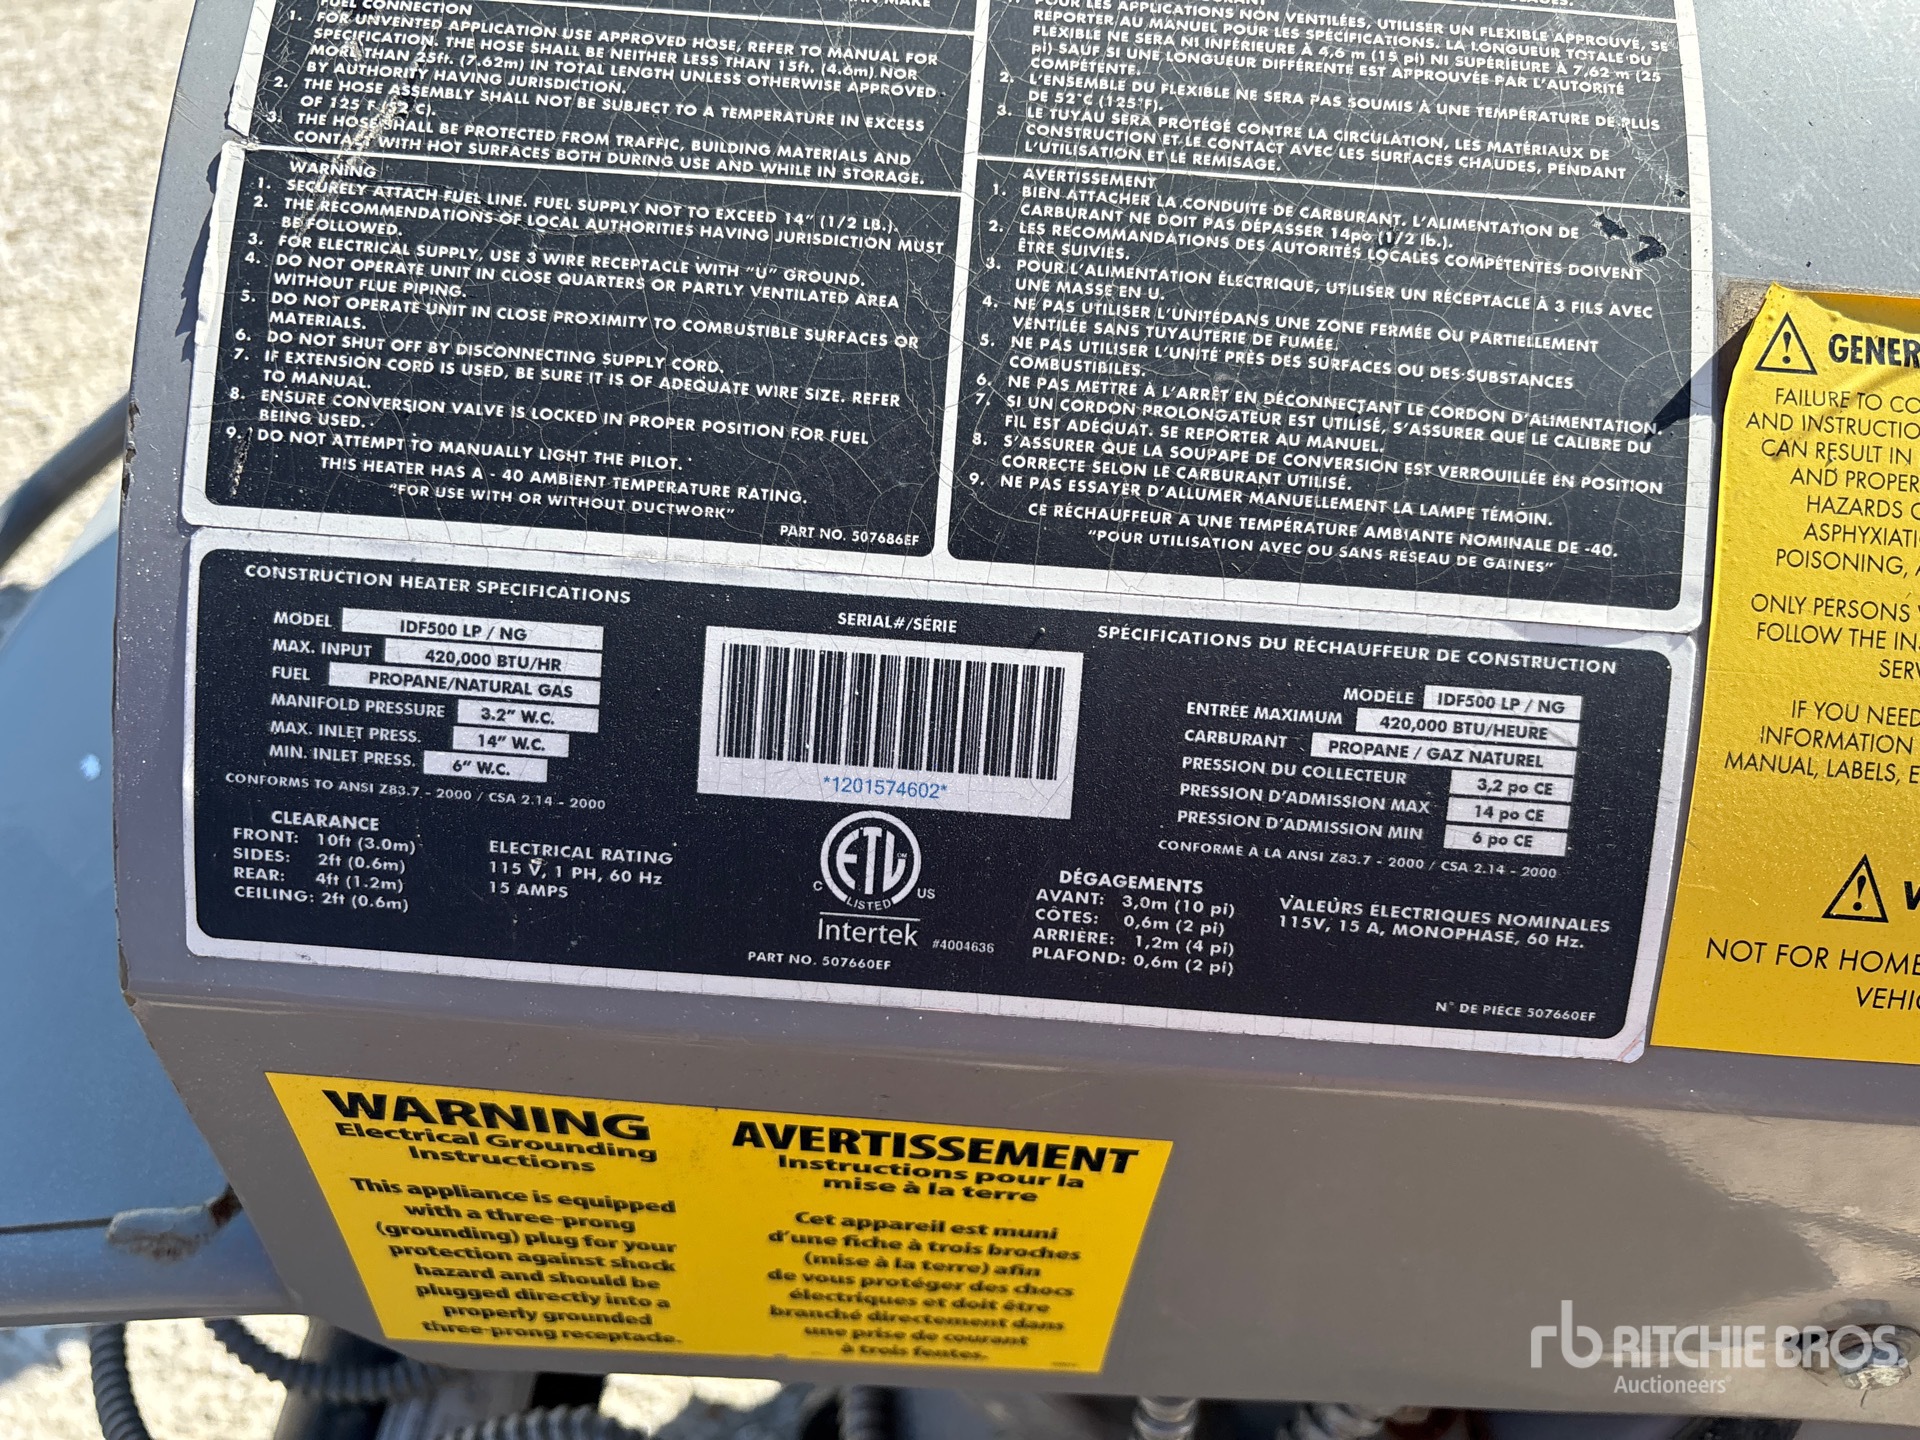 FUEL CONNECTION
1. FOR UNVENTED APPLICATION USE APPROVED HOSE, REFER TO MANUAL FOR
SPECIFICATION. THE HOSE SHALL BE NEITHER LESS THAN 15ft. (4.6m) NOR
MORE THAN 25ft. (7.62m) IN TOTAL LENGTH UNLESS OTHERWISE APPROVED
BY AUTHORITY HAVING JURISDICTION.
2. THE HOSE ASSEMBLY SHALL NOT BE SUBJECT TO A TEMPERATURE IN EXCESS
OF 125°F (52°C).
3. THE HOSE SHALL BE PROTECTED FROM TRAFFIC, BUILDING MATERIALS AND
CONTACT WITH HOT SURFACES BOTH DURING USE AND WHILE IN STORAGE.
WARNING
1. SECURELY ATTACH FUEL LINE. FUEL SUPPLY NOT TO EXCEED 14" (1/2 LB.).
2. THE RECOMMENDATIONS OF LOCAL AUTHORITIES HAVING JURISDICTION MUST
BE FOLLOWED.
3. FOR ELECTRICAL SUPPLY, USE 3 WIRE RECEPTACLE WITH "U" GROUND.
4. DO NOT OPERATE UNIT IN CLOSE QUARTERS OR PARTLY VENTILATED AREA
WITHOUT FLUE PIPING.
5. DO NOT OPERATE UNIT IN CLOSE PROXIMITY TO COMBUSTIBLE SURFACES OR
MATERIALS.
6. DO NOT SHUT OFF BY DISCONNECTING SUPPLY CORD.
7. IF EXTENSION CORD IS USED, BE SURE IT IS OF ADEQUATE WIRE SIZE. REFER
TO MANUAL.
8. ENSURE CONVERSION VALVE IS LOCKED IN PROPER POSITION FOR FUEL
BEING USED.
9. DO NOT ATTEMPT TO MANUALLY LIGHT THE PILOT.
THIS HEATER HAS A - 40 AMBIENT TEMPERATURE RATING.
"FOR USE WITH OR WITHOUT DUCTWORK"
PART NO. 507686EF
1. POUR LES APPLICATIONS NON VENTILÉES, UTILISER UN FLEXIBLE APPROUVÉ, SE
RÉPORTER AU MANUEL POUR LES SPÉCIFICATIONS. LA LONGUEUR TOTALE DU
FLEXIBLE NE SERA NI INFÉRIEURE À 4,6 m (15 pi) NI SUPÉRIEURE À 7,62 m (25
pi) SAUF SI UNE LONGUEUR DIFFÉRENTE EST APPROUVÉE PAR L'AUTORITÉ
COMPÉTENTE.
2. L'ENSEMBLE DU FLEXIBLE NE SERA PAS SOUMIS À UNE TEMPÉRATURE DE PLUS
DE 52°C (125°F).
3. LE TUYAU SERA PROTÉGÉ CONTRE LA CIRCULATION, LES MATÉRIAUX DE
CONSTRUCTION ET LE CONTACT AVEC LES SURFACES CHAUDES, PENDANT
L'UTILISATION ET LE REMISAGE.
AVERTISSEMENT
1. BIEN ATTACHER LA CONDUITE DE CARBURANT. L'ALIMENTATION DE
CARBURANT NE DOIT PAS DÉPASSER 14po (1/2 lb.).
2. LES RECOMMANDATIONS DES AUTORITÉS LOCALES COMPÉTENTES DOIVENT
ÊTRE SUIVIES.
3. POUR L'ALIMENTATION ÉLECTRIQUE, UTILISER UN RÉCEPTACLE À 3 FILS AVEC
UNE MASSE EN U.
4. NE PAS UTILISER L'UNITÉDANS UNE ZONE FERMÉE OU PARTIELLEMENT
VENTILÉE SANS TUYAUTERIE DE FUMÉE.
5. NE PAS UTILISER L'UNITÉ PRÈS DES SURFACES OU DES SUBSTANCES
COMBUSTIBLES.
6. NE PAS METTRE À L'ARRÊT EN DÉCONNECTANT LE CORDON D'ALIMENTATION.
7. SI UN CORDON PROLONGATEUR EST UTILISÉ, S'ASSURER QUE LE CALIBRE DU
FIL EST ADÉQUAT. SE REPORTER AU MANUEL.
8. S'ASSURER QUE LA SOUPAPE DE CONVERSION EST VERROUILLÉE EN POSITION
CORRECTE SELON LE CARBURANT UTILISÉ.
9. NE PAS ESSAYER D'ALLUMER MANUELLEMENT LA LAMPE TÉMOIN.
CE RÉCHAUFFEUR A UNE TEMPÉRATURE AMBIANTE NOMINALE DE -40.
"POUR UTILISATION AVEC OU SANS RÉSEAU DE GAINES"
CONSTRUCTION HEATER SPECIFICATIONS
MODEL IDF500 LP / NG
MAX. INPUT 420,000 BTU/HR
FUEL PROPANE/NATURAL GAS
MANIFOLD PRESSURE 3.2" W.C.
MAX. INLET PRESS. 14" W.C.
MIN. INLET PRESS. 6" W.C.
CONFORMS TO ANSI Z83.7 - 2000 / CSA 2.14 - 2000
CLEARANCE
FRONT: 10ft (3.0m)
SIDES: 2ft (0.6m)
REAR: 4ft (1.2m)
CEILING: 2ft (0.6m)
ELECTRICAL RATING
115 V, 1 PH, 60 Hz
15 AMPS
SERIAL#/SÉRIE
*1201574602*
ETL
C US
LISTED
Intertek #4004636
PART NO. 507660EF
SPÉCIFICATIONS DU RÉCHAUFFEUR DE CONSTRUCTION
MODÈLE IDF500 LP / NG
ENTRÉE MAXIMUM 420,000 BTU/HEURE
CARBURANT PROPANE / GAZ NATUREL
PRESSION DU COLLECTEUR 3,2 po CE
PRESSION D'ADMISSION MAX 14 po CE
PRESSION D'ADMISSION MIN 6 po CE
CONFORME À LA ANSI Z83.7 - 2000 / CSA 2.14 - 2000
DÉGAGEMENTS
AVANT: 3,0m (10 pi)
CÔTES: 0,6m (2 pi)
ARRIÈRE: 1,2m (4 pi)
PLAFOND: 0,6m (2 pi)
VALEURS ÉLECTRIQUES NOMINALES
115V, 15 A, MONOPHASÉ, 60 Hz.
N° DE PIÈCE 507660EF
GENER
FAILURE TO CO
AND INSTRUCTIO
CAN RESULT IN
AND PROPER
HAZARDS O
ASPHYXIATI
POISONING, A
ONLY PERSONS
FOLLOW THE INS
SERV
IF YOU NEED
INFORMATION
MANUAL, LABELS, E
NOT FOR HOME
VEHIC
WARNING
Electrical Grounding
Instructions
This appliance is equipped
with a three-prong
(grounding) plug for your
protection against shock
hazard and should be
plugged directly into a
properly grounded
three-prong receptacle.
AVERTISSEMENT
Instructions pour la
mise à la terre
Cet appareil est muni
d'une fiche à trois broches
(mise à la terre) afin
de vous protéger des chocs
électriques et doit être
branché directement dans
une prise de courant
à trois fentes.
rb RITCHIE BROS.
Auctioneers